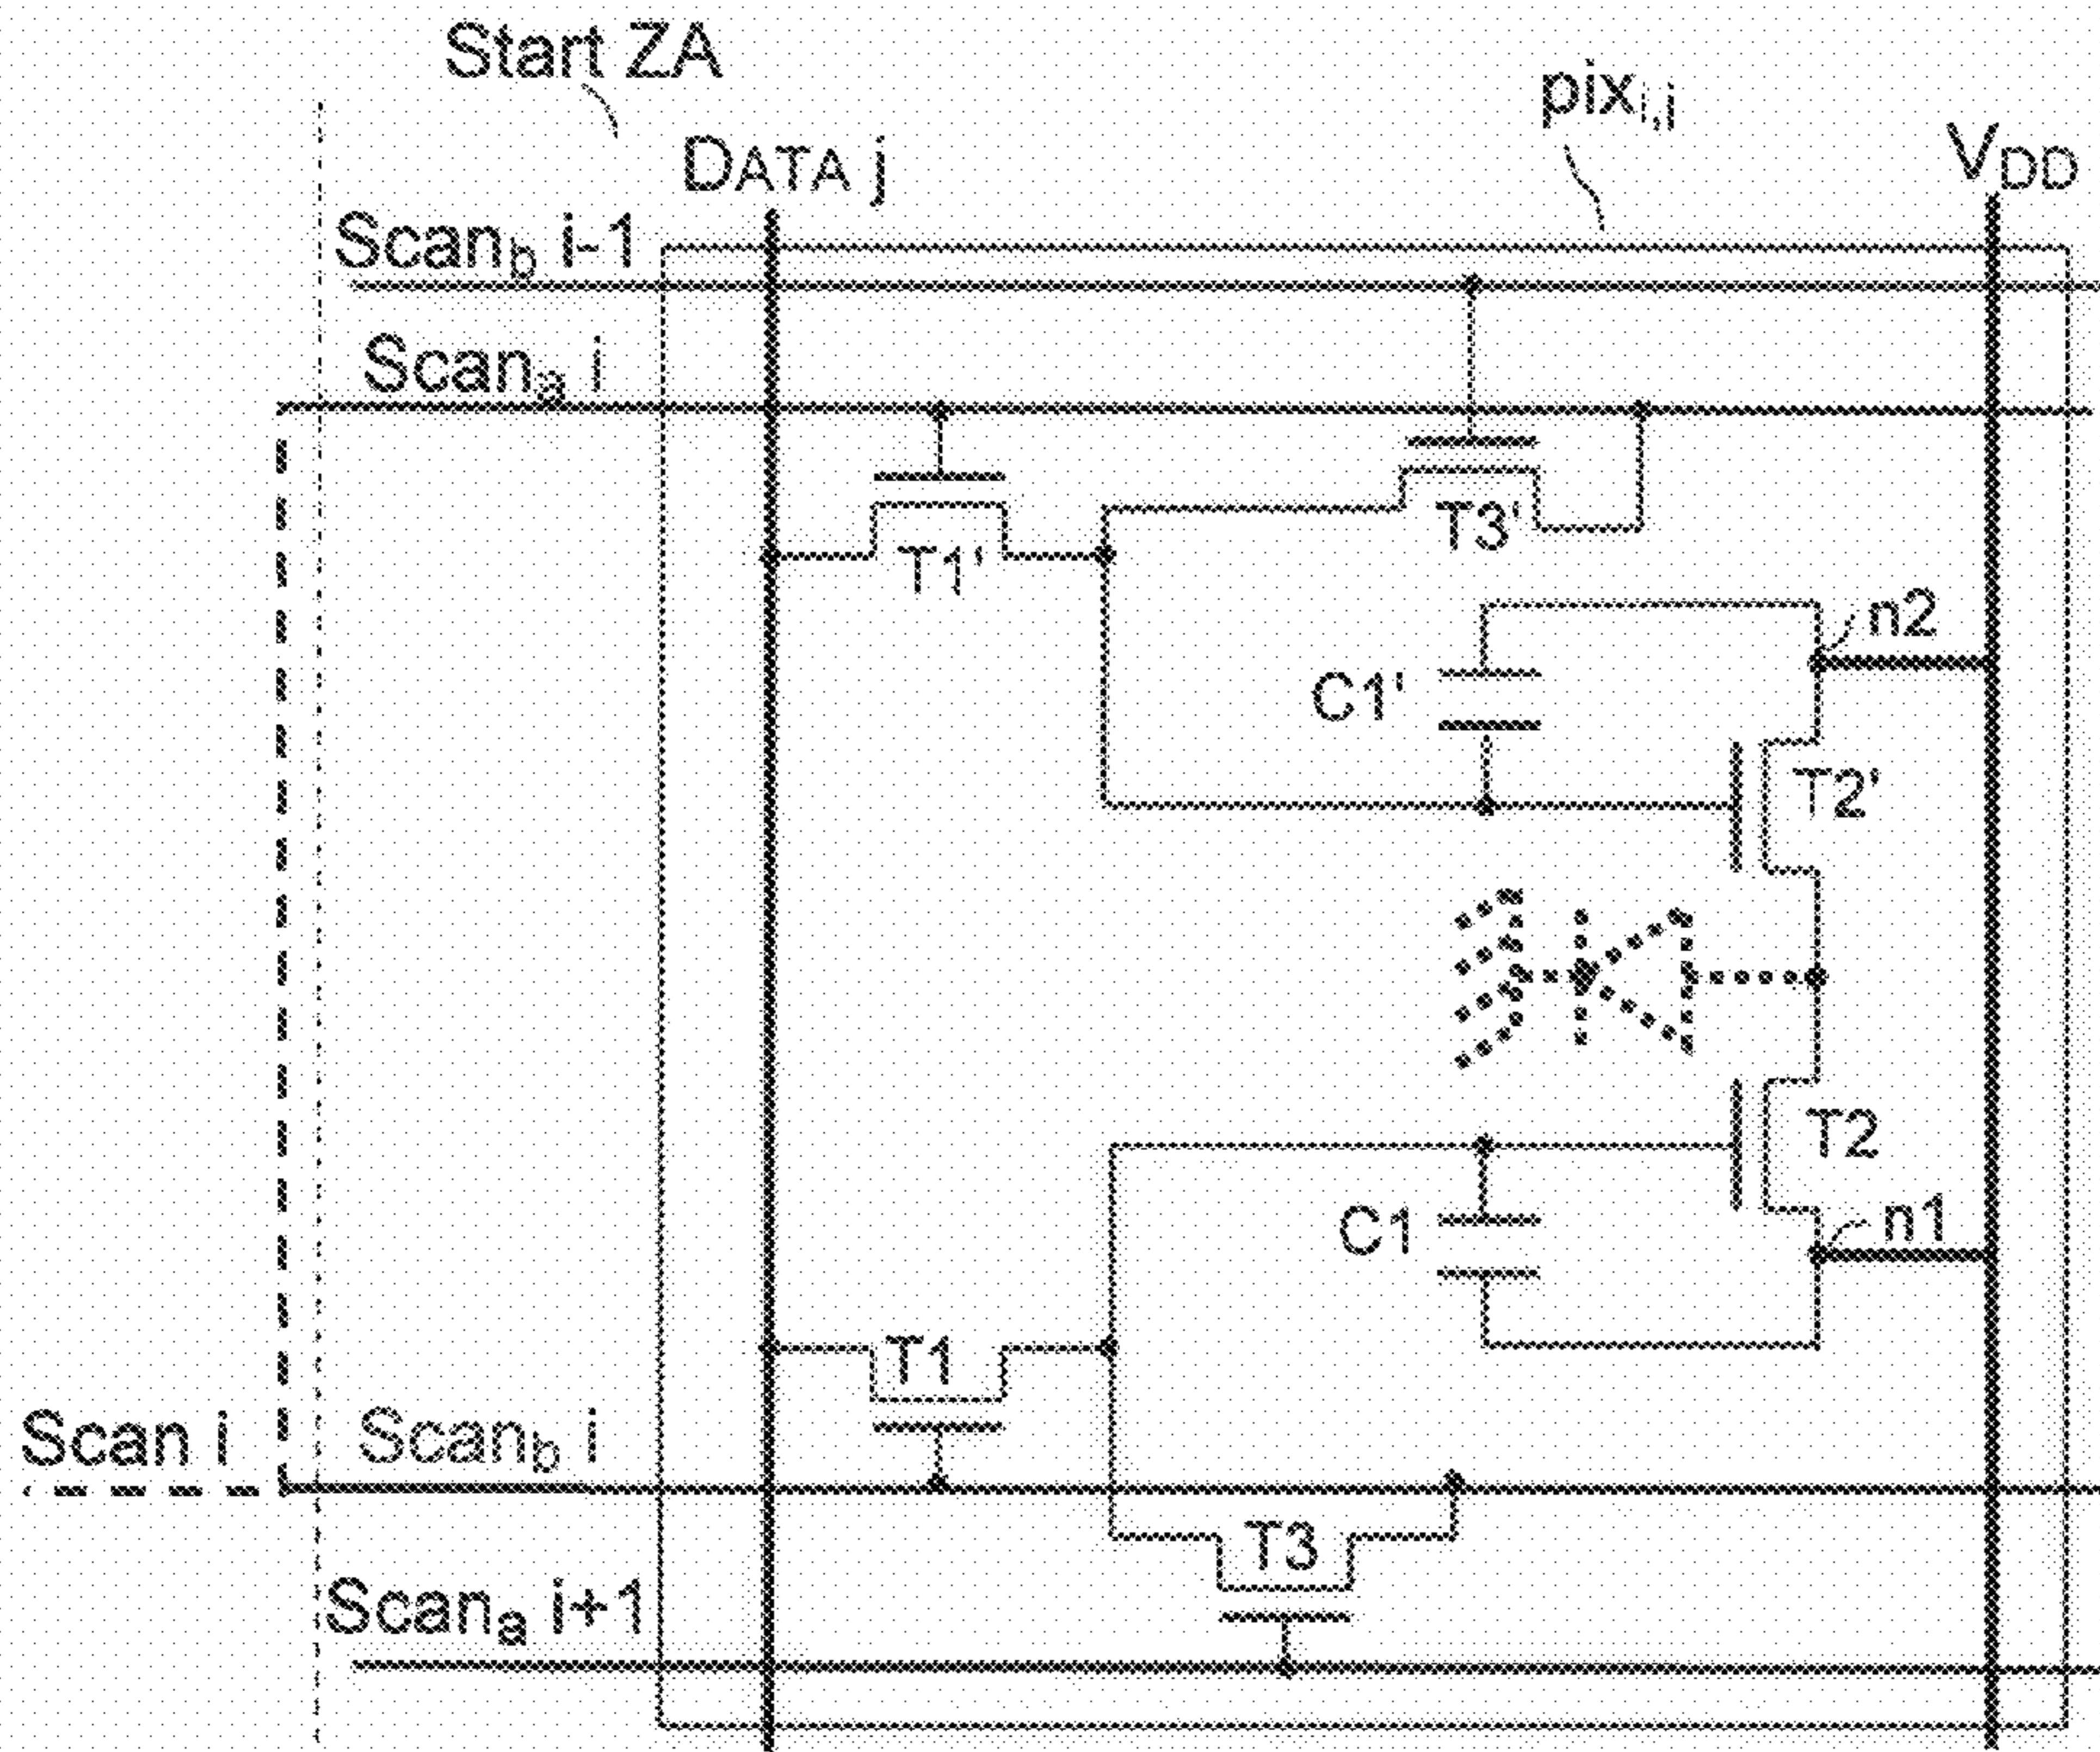 Start ZA
pixi,j
DATA j
VDD
Scanb i-1
Scana i
T3'
T1'
n2
C1'
T2'
T2
n1
C1
T1
Scan i
Scanb i
T3
Scana i+1